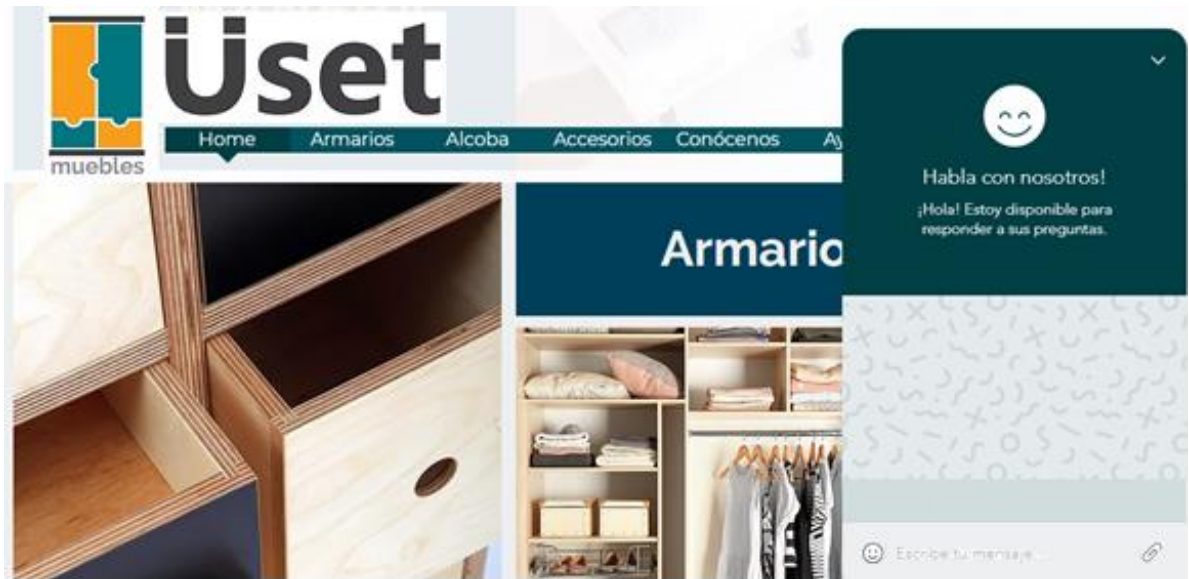 Üset
muebles
Home Armarios Alcoba Accesorios Conócenos Ay
Armario
Habla con nosotros!
¡Hola! Estoy disponible para
responder a sus preguntas.
Escribe tu mensaje...